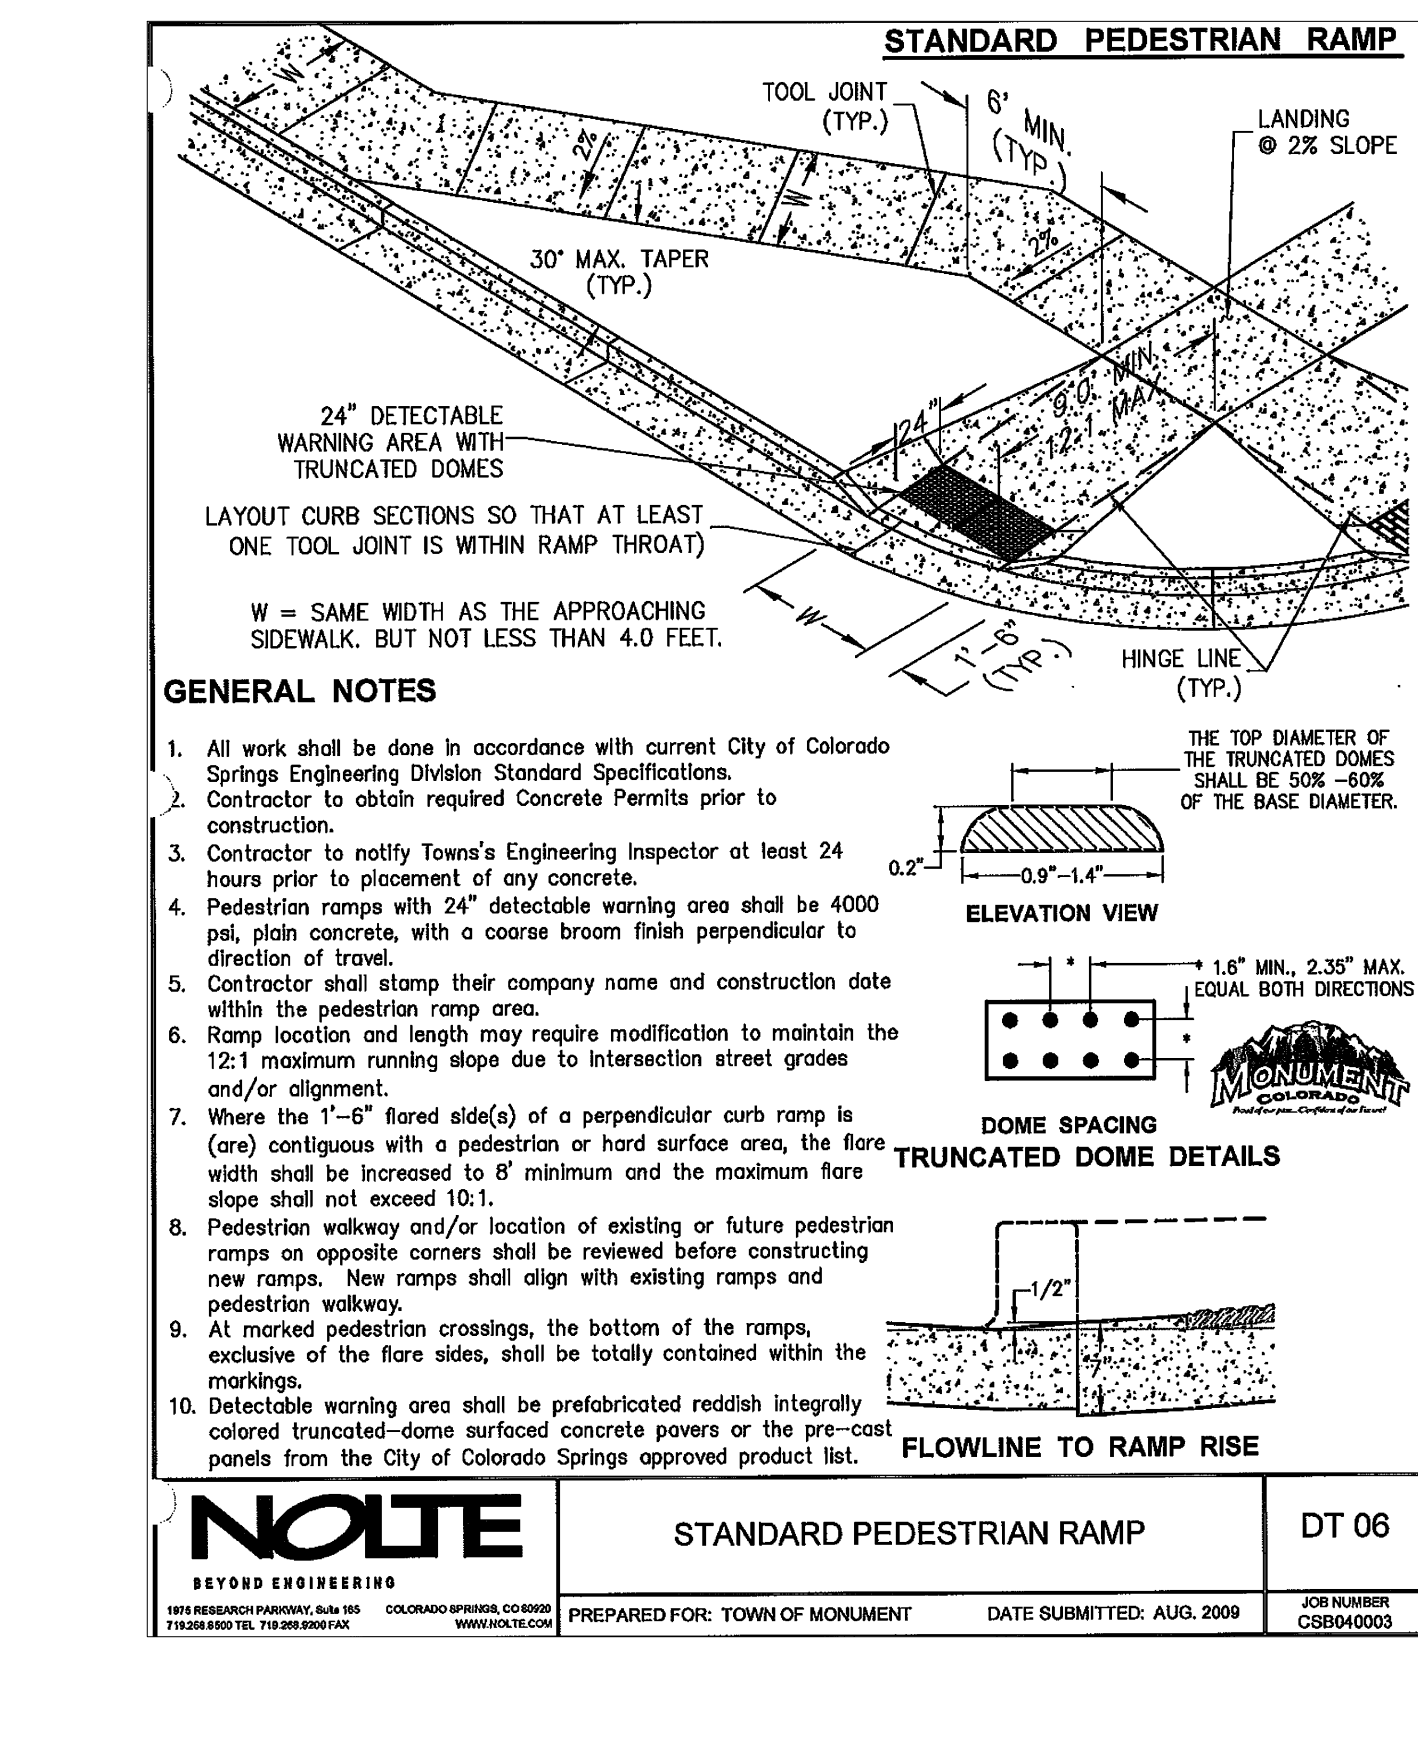 STANDARD PEDESTRIAN RAMP
W
TOOL JOINT
(TYP.)
6' MIN.
(TYP.)
LANDING
@ 2% SLOPE
2%
W
2%
30° MAX. TAPER
(TYP.)
9.0' MIN.
12:1 MAX.
24"
24" DETECTABLE
WARNING AREA WITH
TRUNCATED DOMES
LAYOUT CURB SECTIONS SO THAT AT LEAST
ONE TOOL JOINT IS WITHIN RAMP THROAT)
W = SAME WIDTH AS THE APPROACHING
SIDEWALK. BUT NOT LESS THAN 4.0 FEET.
W
1'-6"
(TYP.)
HINGE LINE
(TYP.)
GENERAL NOTES
1. All work shall be done in accordance with current City of Colorado
Springs Engineering Division Standard Specifications.
2. Contractor to obtain required Concrete Permits prior to
construction.
3. Contractor to notify Towns's Engineering Inspector at least 24
hours prior to placement of any concrete.
4. Pedestrian ramps with 24" detectable warning area shall be 4000
psi, plain concrete, with a coarse broom finish perpendicular to
direction of travel.
5. Contractor shall stamp their company name and construction date
within the pedestrian ramp area.
6. Ramp location and length may require modification to maintain the
12:1 maximum running slope due to intersection street grades
and/or alignment.
7. Where the 1'-6" flared side(s) of a perpendicular curb ramp is
(are) contiguous with a pedestrian or hard surface area, the flare
width shall be increased to 8' minimum and the maximum flare
slope shall not exceed 10:1.
8. Pedestrian walkway and/or location of existing or future pedestrian
ramps on opposite corners shall be reviewed before constructing
new ramps. New ramps shall align with existing ramps and
pedestrian walkway.
9. At marked pedestrian crossings, the bottom of the ramps,
exclusive of the flare sides, shall be totally contained within the
markings.
10. Detectable warning area shall be prefabricated reddish integrally
colored truncated-dome surfaced concrete pavers or the pre-cast
panels from the City of Colorado Springs approved product list.
THE TOP DIAMETER OF
THE TRUNCATED DOMES
SHALL BE 50% -60%
OF THE BASE DIAMETER.
0.2"
0.9"-1.4"
ELEVATION VIEW
*
* 1.6" MIN., 2.35" MAX.
EQUAL BOTH DIRECTIONS
*
MONUMENT
COLORADO
DOME SPACING
TRUNCATED DOME DETAILS
1/2"
7"
FLOWLINE TO RAMP RISE
NOLTE
BEYOND ENGINEERING
1975 RESEARCH PARKWAY, Suite 165 COLORADO SPRINGS, CO 80920
719.268.8500 TEL 719.268.9200 FAX WWW.NOLTE.COM
STANDARD PEDESTRIAN RAMP
DT 06
PREPARED FOR: TOWN OF MONUMENT
DATE SUBMITTED: AUG. 2009
JOB NUMBER
CSB040003